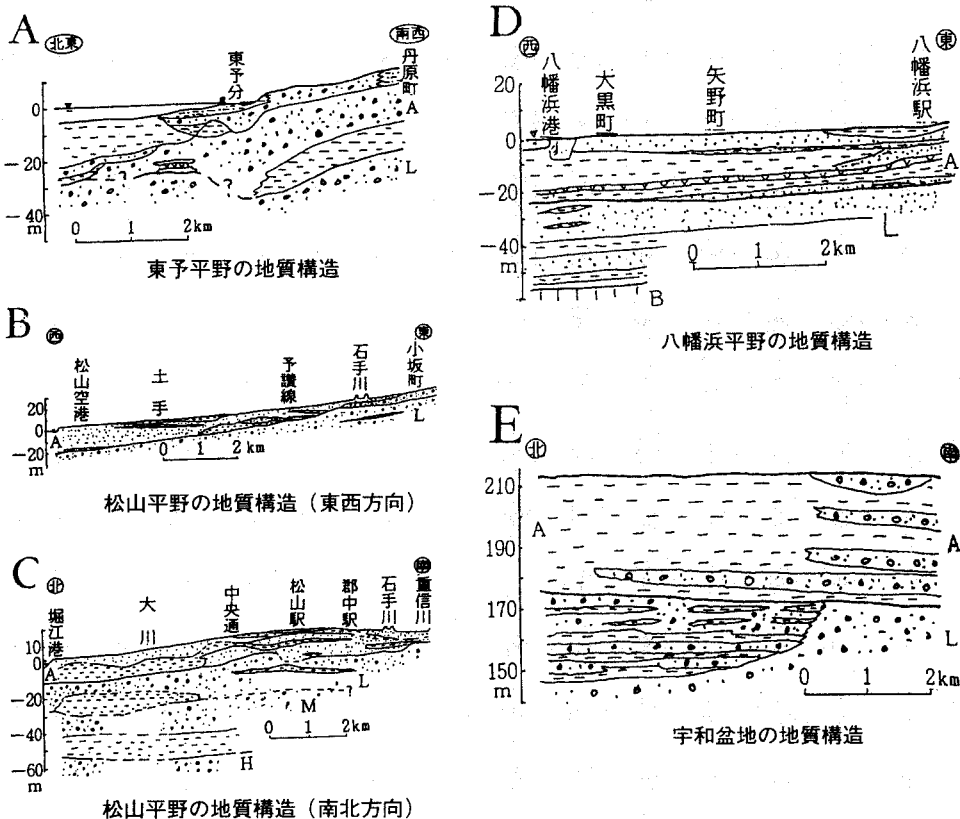 A
北東
南西
東予分
丹原町
0
−20
−40
m
A
L
0 1 2km
東予平野の地質構造
B
西
東
松山空港
土手
予讃線
石手川
小坂町
20
0
−20
m
A
L
0 1 2 km
松山平野の地質構造（東西方向）
C
北
南
堀江港
大川
中央通
松山駅
郡中駅
石手川
重信川
10
0
−20
−40
−60
m
A
L
M
H
0 1 2km
松山平野の地質構造（南北方向）
D
西
東
八幡浜港
大黒町
矢野町
八幡浜駅
20
0
−20
−40
m
A
L
B
0 1 2km
八幡浜平野の地質構造
E
北
南
210
190
170
150
m
A
A
L
0 1 2km
宇和盆地の地質構造